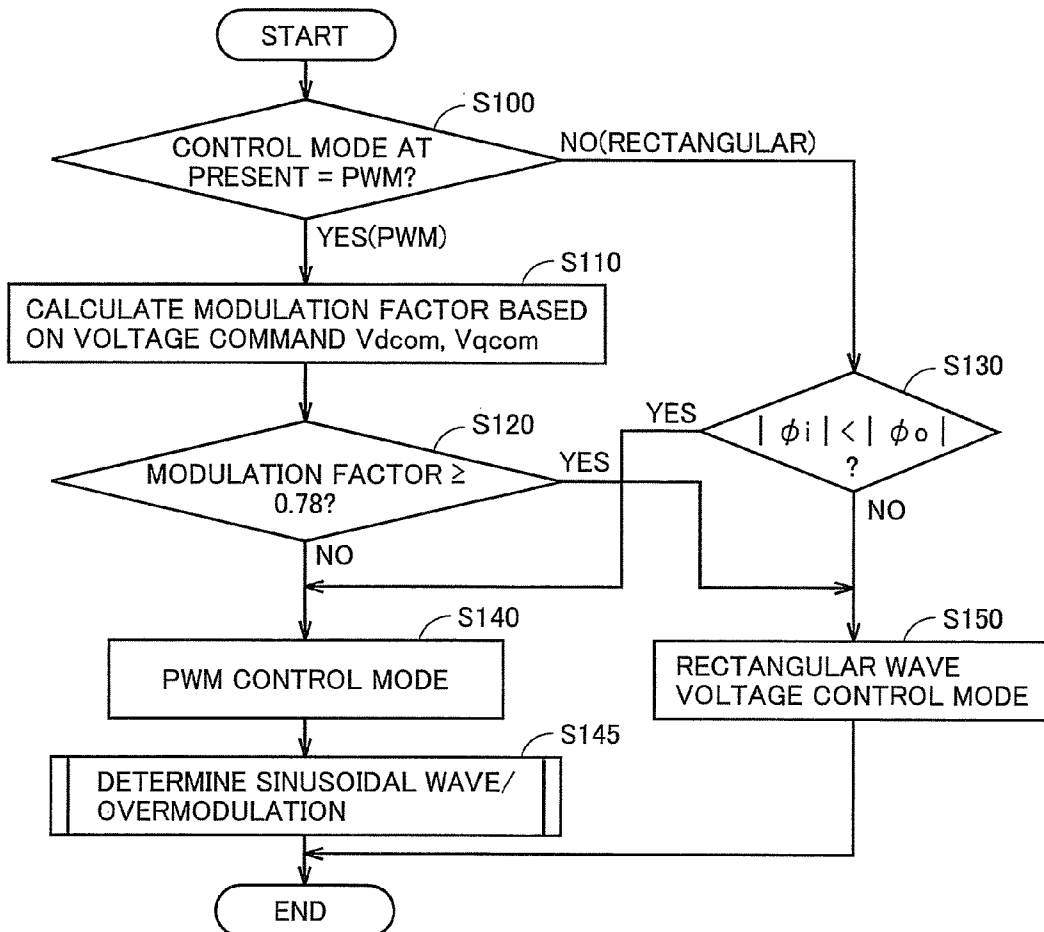 START
S100
CONTROL MODE AT
PRESENT = PWM?
NO(RECTANGULAR)
YES(PWM)
S110
CALCULATE MODULATION FACTOR BASED
ON VOLTAGE COMMAND Vdcom, Vqcom
S130
| ϕi | < | ϕo |
?
YES
NO
S120
MODULATION FACTOR ≥
0.78?
YES
NO
S140
PWM CONTROL MODE
S150
RECTANGULAR WAVE
VOLTAGE CONTROL MODE
S145
DETERMINE SINUSOIDAL WAVE/
OVERMODULATION
END